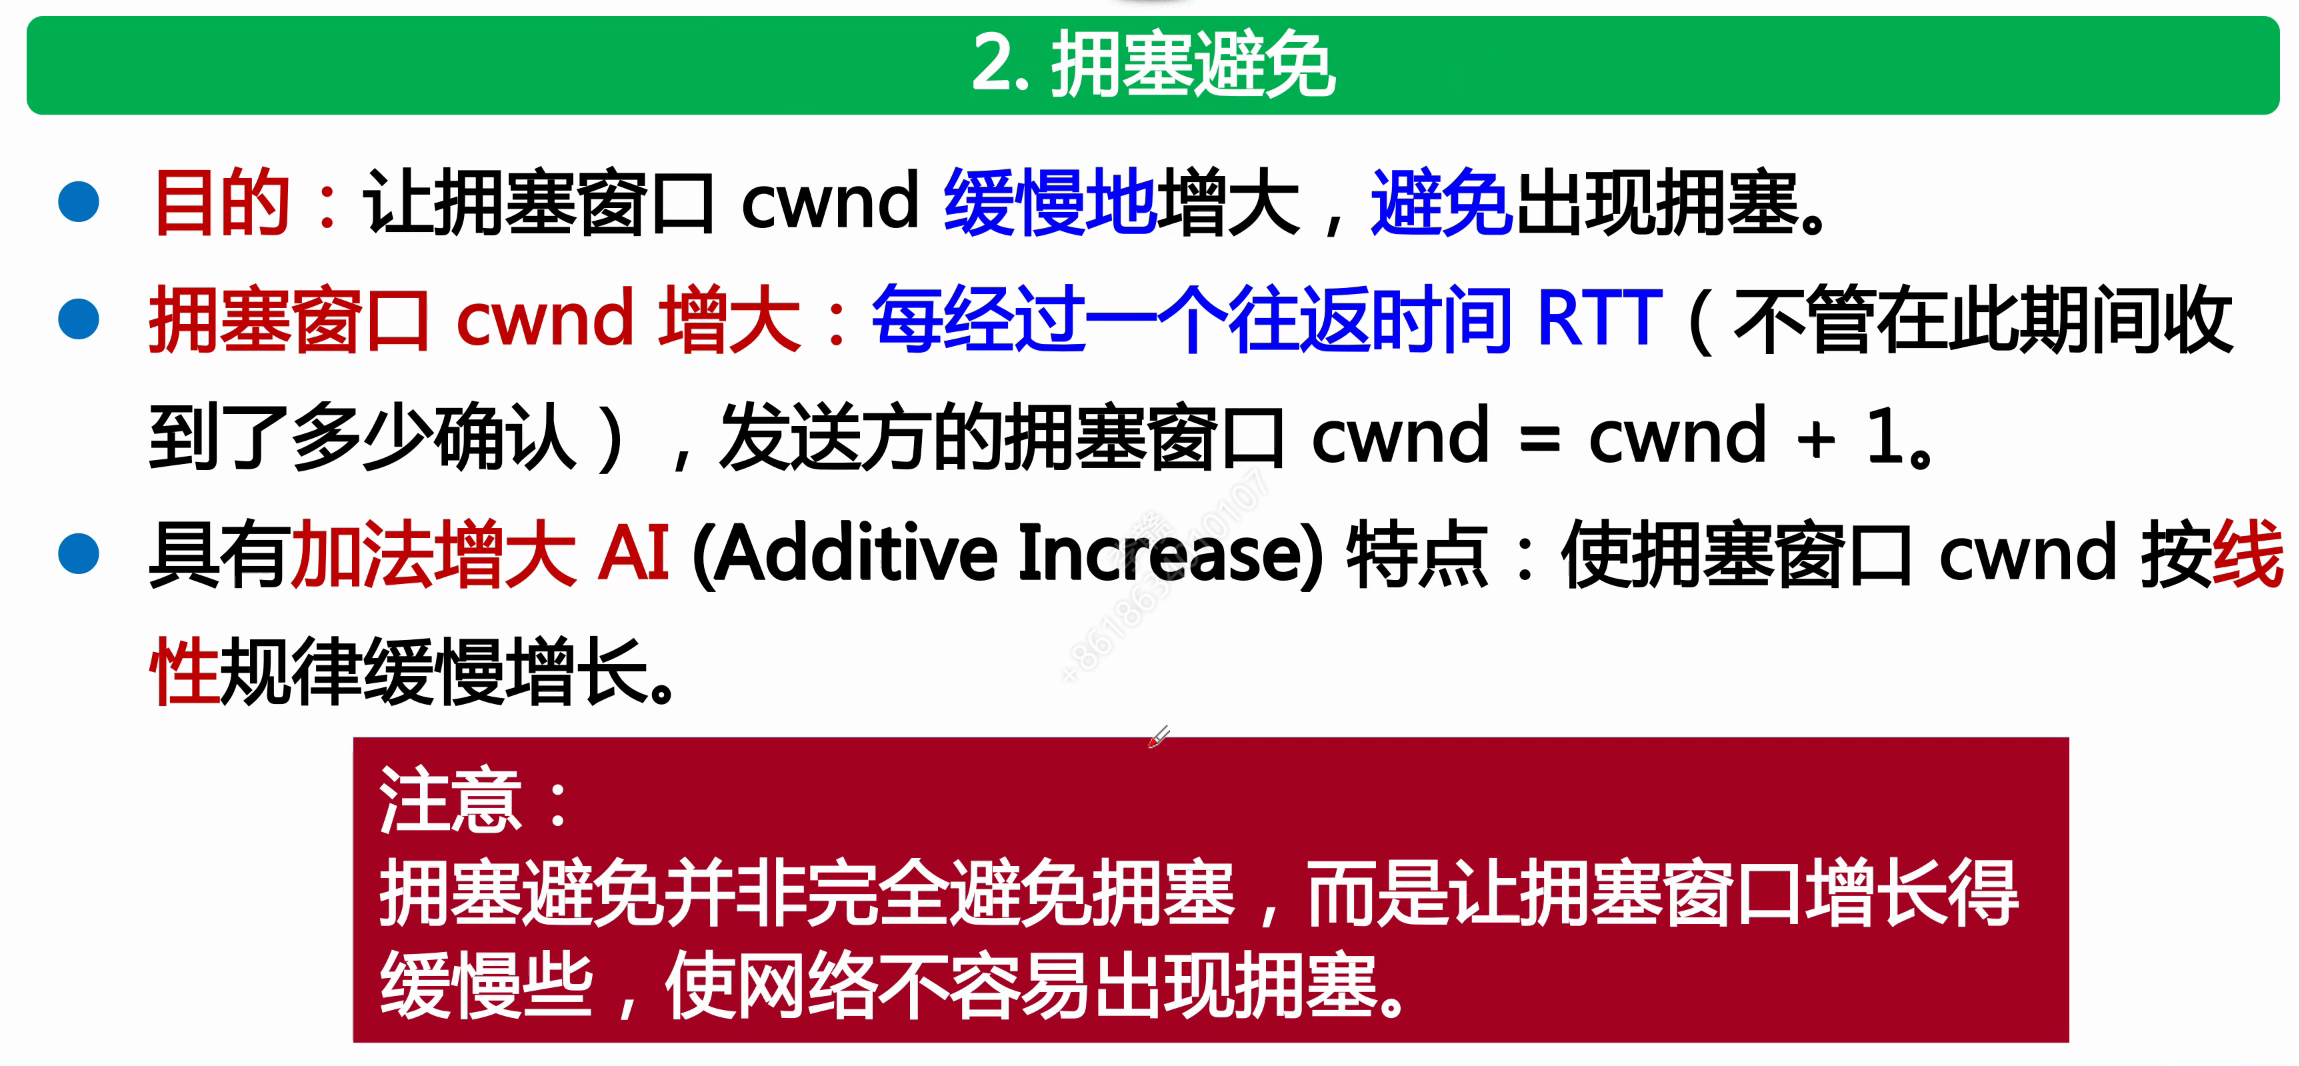 2. 拥塞避免
目的：让拥塞窗口 cwnd 缓慢地增大，避免出现拥塞。
拥塞窗口 cwnd 增大：每经过一个往返时间 RTT（不管在此期间收
到了多少确认），发送方的拥塞窗口 cwnd = cwnd + 1。
具有加法增大 AI (Additive Increase) 特点：使拥塞窗口 cwnd 按线
性规律缓慢增长。
注意：
拥塞避免并非完全避免拥塞，而是让拥塞窗口增长得
缓慢些，使网络不容易出现拥塞。